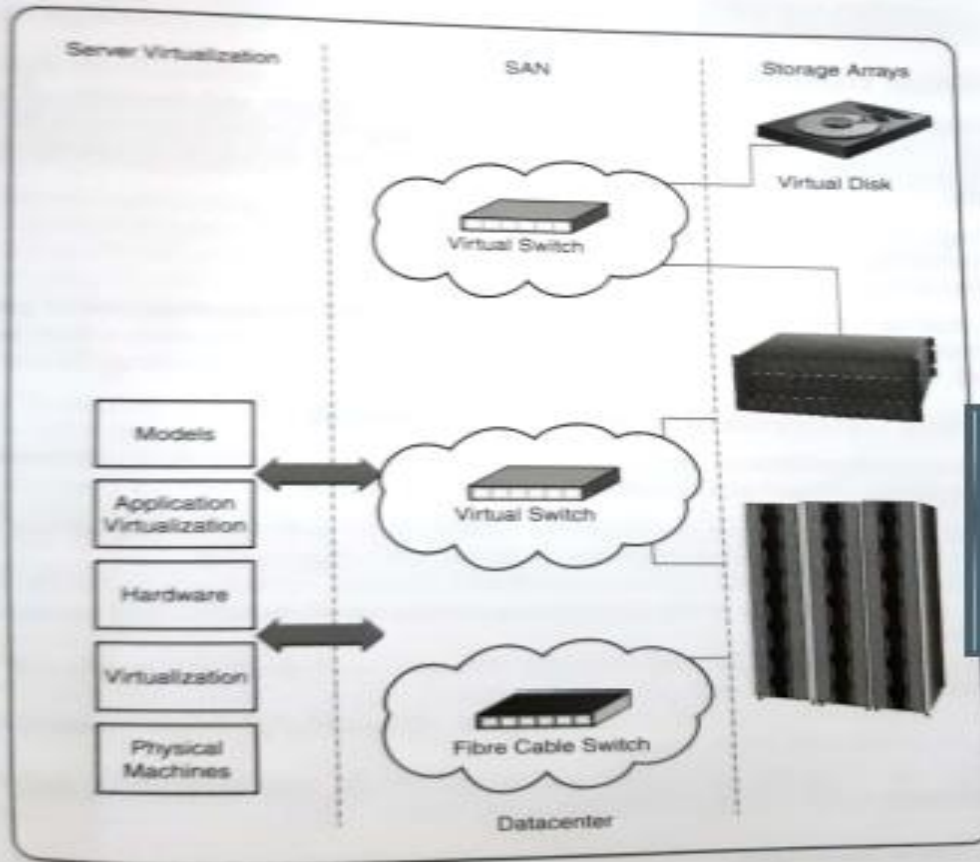 Server Virtualization
SAN
Storage Arrays
Virtual Disk
Virtual Switch
Models
Application
Virtualization
Virtual Switch
Hardware
Virtualization
Physical
Machines
Fibre Cable Switch
Datacenter